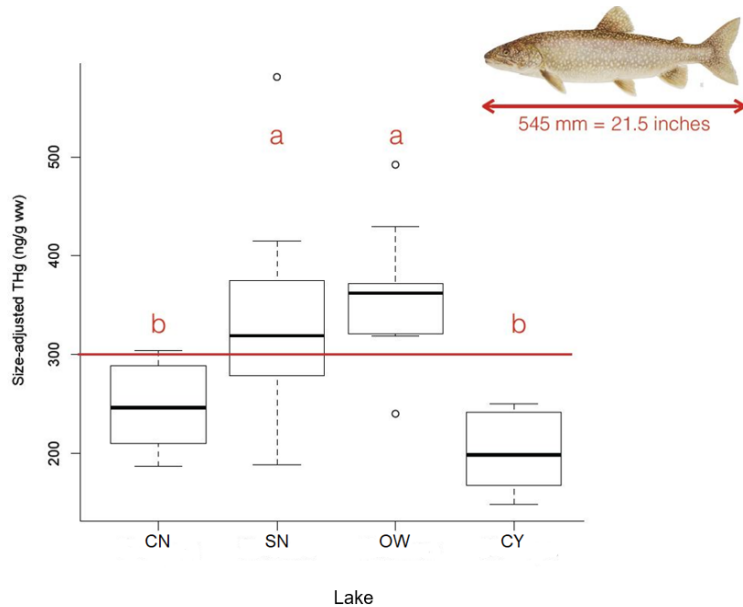 545 mm = 21.5 inches
a a
b b
Size-adjusted THg (ng/g ww)
500
400
300
200
CN SN OW CY
Lake
c